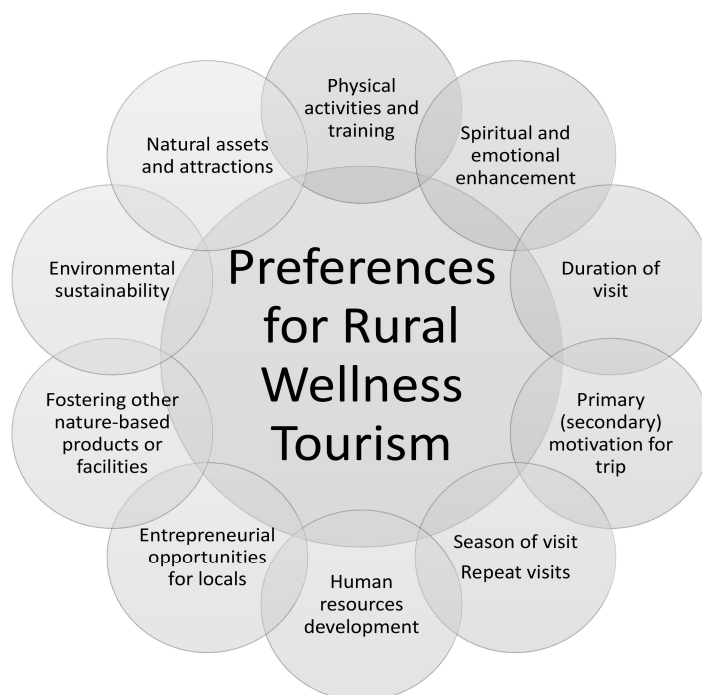 Preferences
for Rural
Wellness
Tourism
Physical
activities and
training
Spiritual and
emotional
enhancement
Duration of
visit
Primary
(secondary)
motivation for
trip
Season of visit
Repeat visits
Human
resources
development
Entrepreneurial
opportunities
for locals
Fostering other
nature-based
products or
facilities
Environmental
sustainability
Natural assets
and attractions